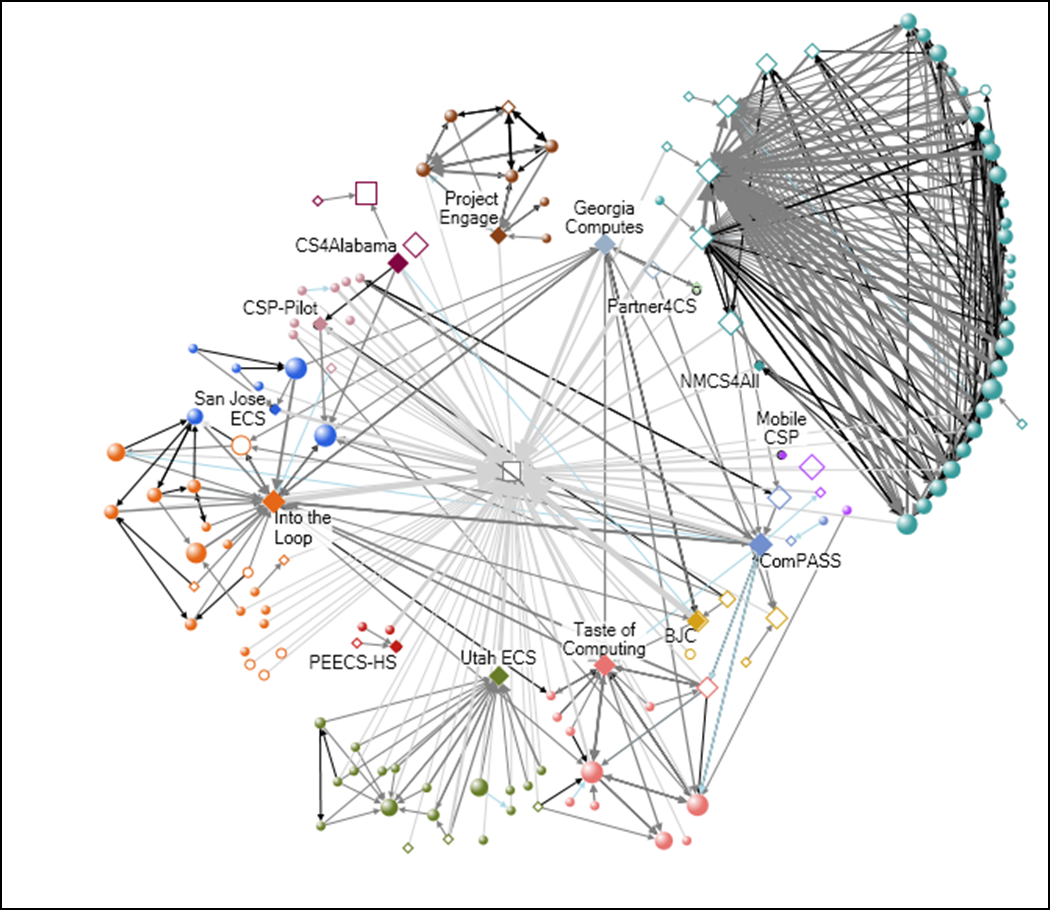 Project
Engage
Georgia
Computes
CS4Alabama
CSP-Pilot
Partner4CS
NMCS4All
San Jose
ECS
Mobile
CSP
Into the
Loop
ComPASS
BJC
Taste of
Computing
PEECS-HS
Utah ECS